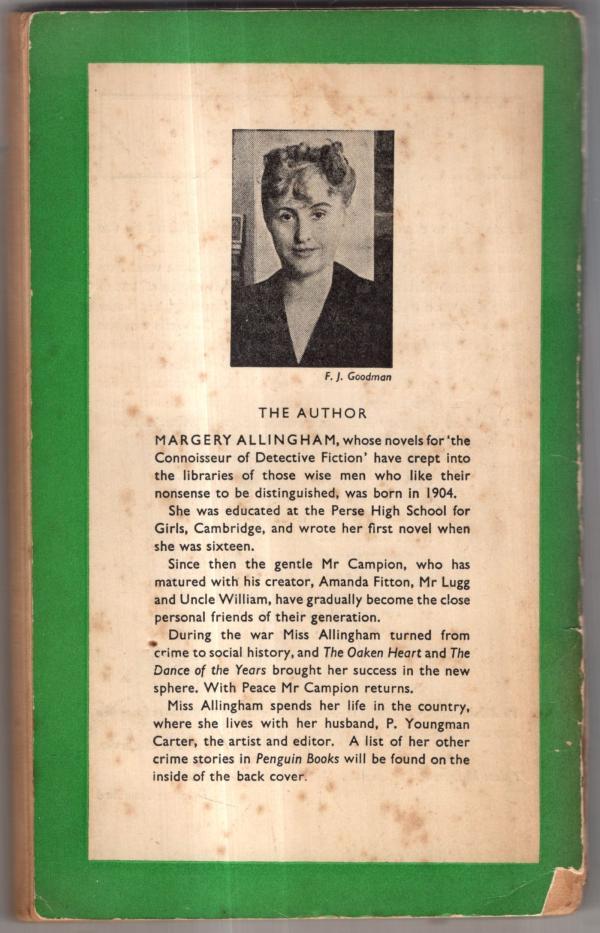 F. J. Goodman
THE AUTHOR
MARGERY ALLINGHAM, whose novels for 'the
Connoisseur of Detective Fiction' have crept into
the libraries of those wise men who like their
nonsense to be distinguished, was born in 1904.
She was educated at the Perse High School for
Girls, Cambridge, and wrote her first novel when
she was sixteen.
Since then the gentle Mr Campion, who has
matured with his creator, Amanda Fitton, Mr Lugg
and Uncle William, have gradually become the close
personal friends of their generation.
During the war Miss Allingham turned from
crime to social history, and The Oaken Heart and The
Dance of the Years brought her success in the new
sphere. With Peace Mr Campion returns.
Miss Allingham spends her life in the country,
where she lives with her husband, P. Youngman
Carter, the artist and editor. A list of her other
crime stories in Penguin Books will be found on the
inside of the back cover.